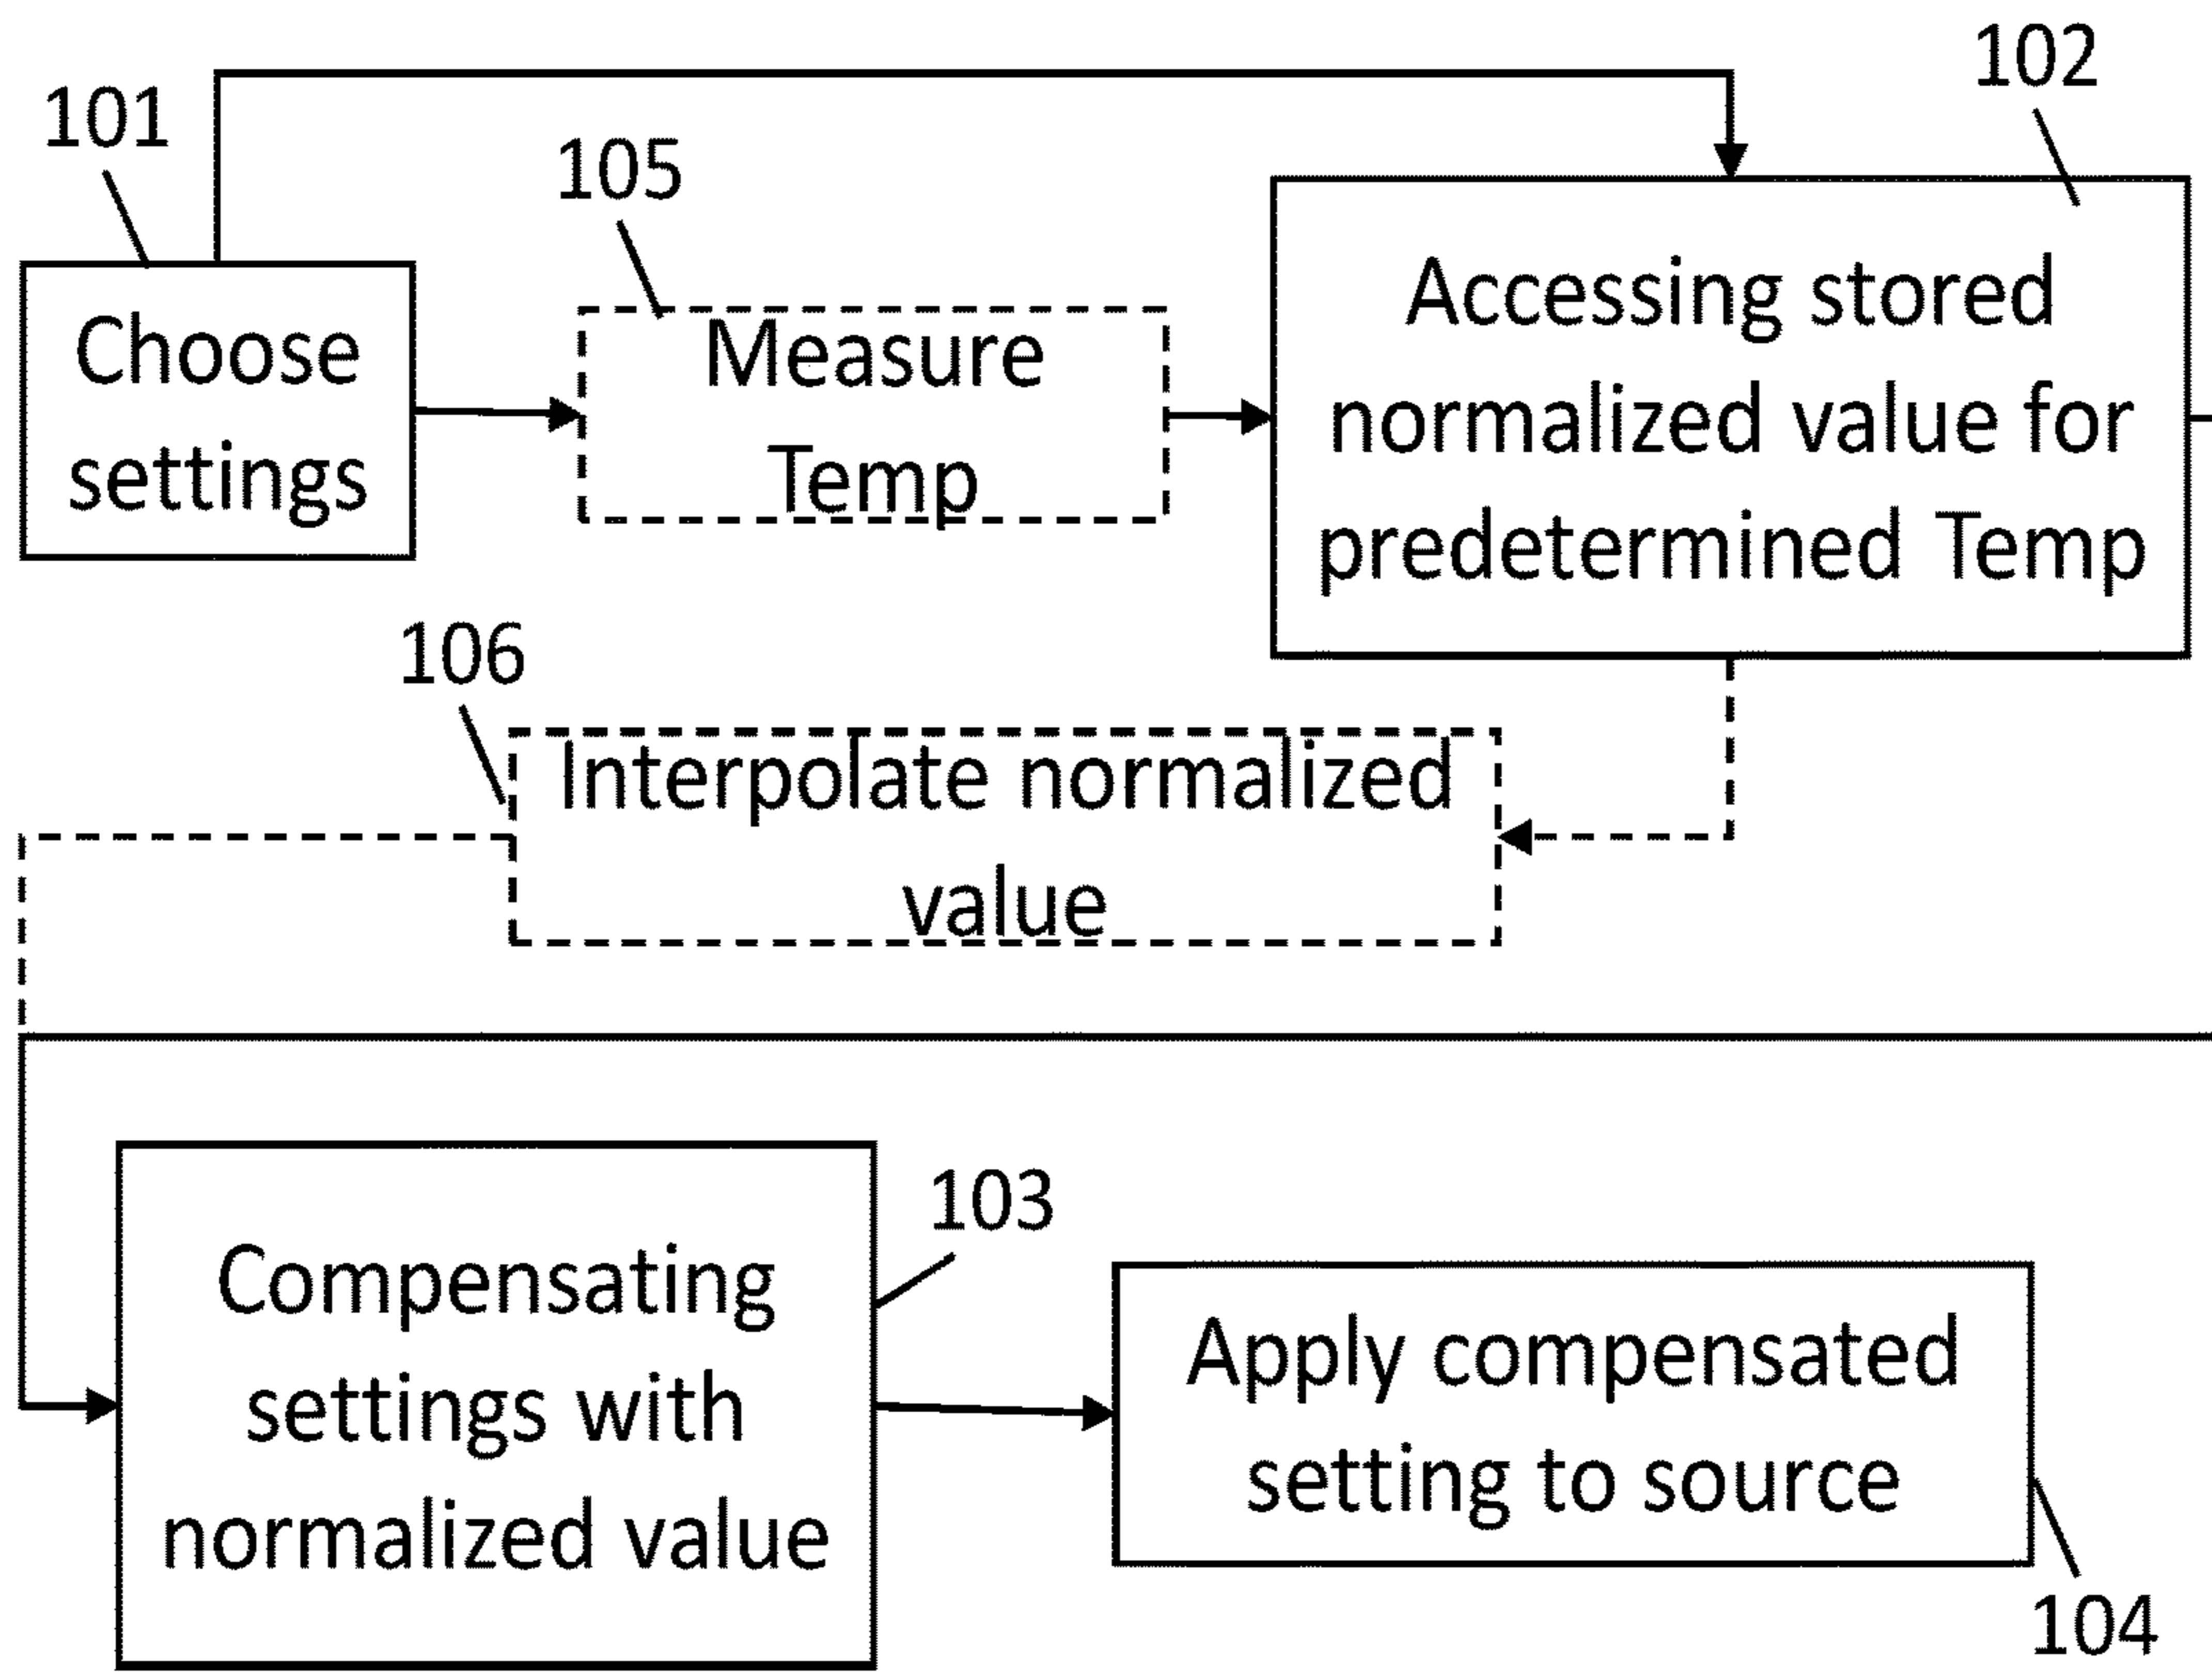 102
101
105
Choose
settings
Measure
Temp
Accessing stored
normalized value for
predetermined Temp
106
Interpolate normalized
value
103
Compensating
settings with
normalized value
Apply compensated
setting to source
104